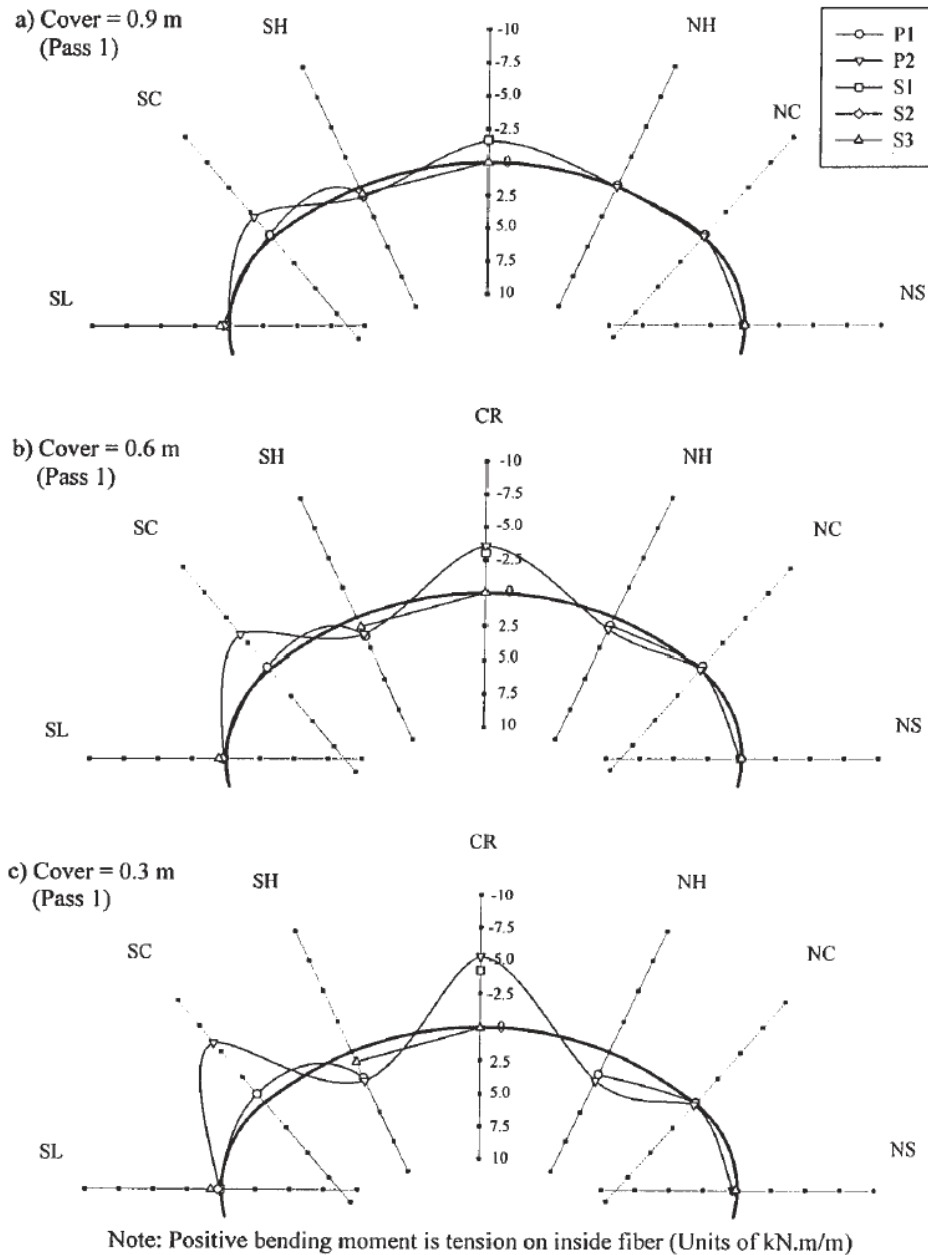 a) Cover = 0.9 m
(Pass 1)
SH
NH
SC
NC
SL
NS
-10
-7.5
-5.0
-2.5
0
2.5
5.0
7.5
10
P1
P2
S1
S2
S3
CR
b) Cover = 0.6 m
(Pass 1)
SH
NH
SC
NC
SL
NS
-10
-7.5
-5.0
-2.5
0
2.5
5.0
7.5
10
CR
c) Cover = 0.3 m
(Pass 1)
SH
NH
SC
NC
SL
NS
-10
-7.5
-5.0
-2.5
0
2.5
5.0
7.5
10
Note: Positive bending moment is tension on inside fiber (Units of kN.m/m)